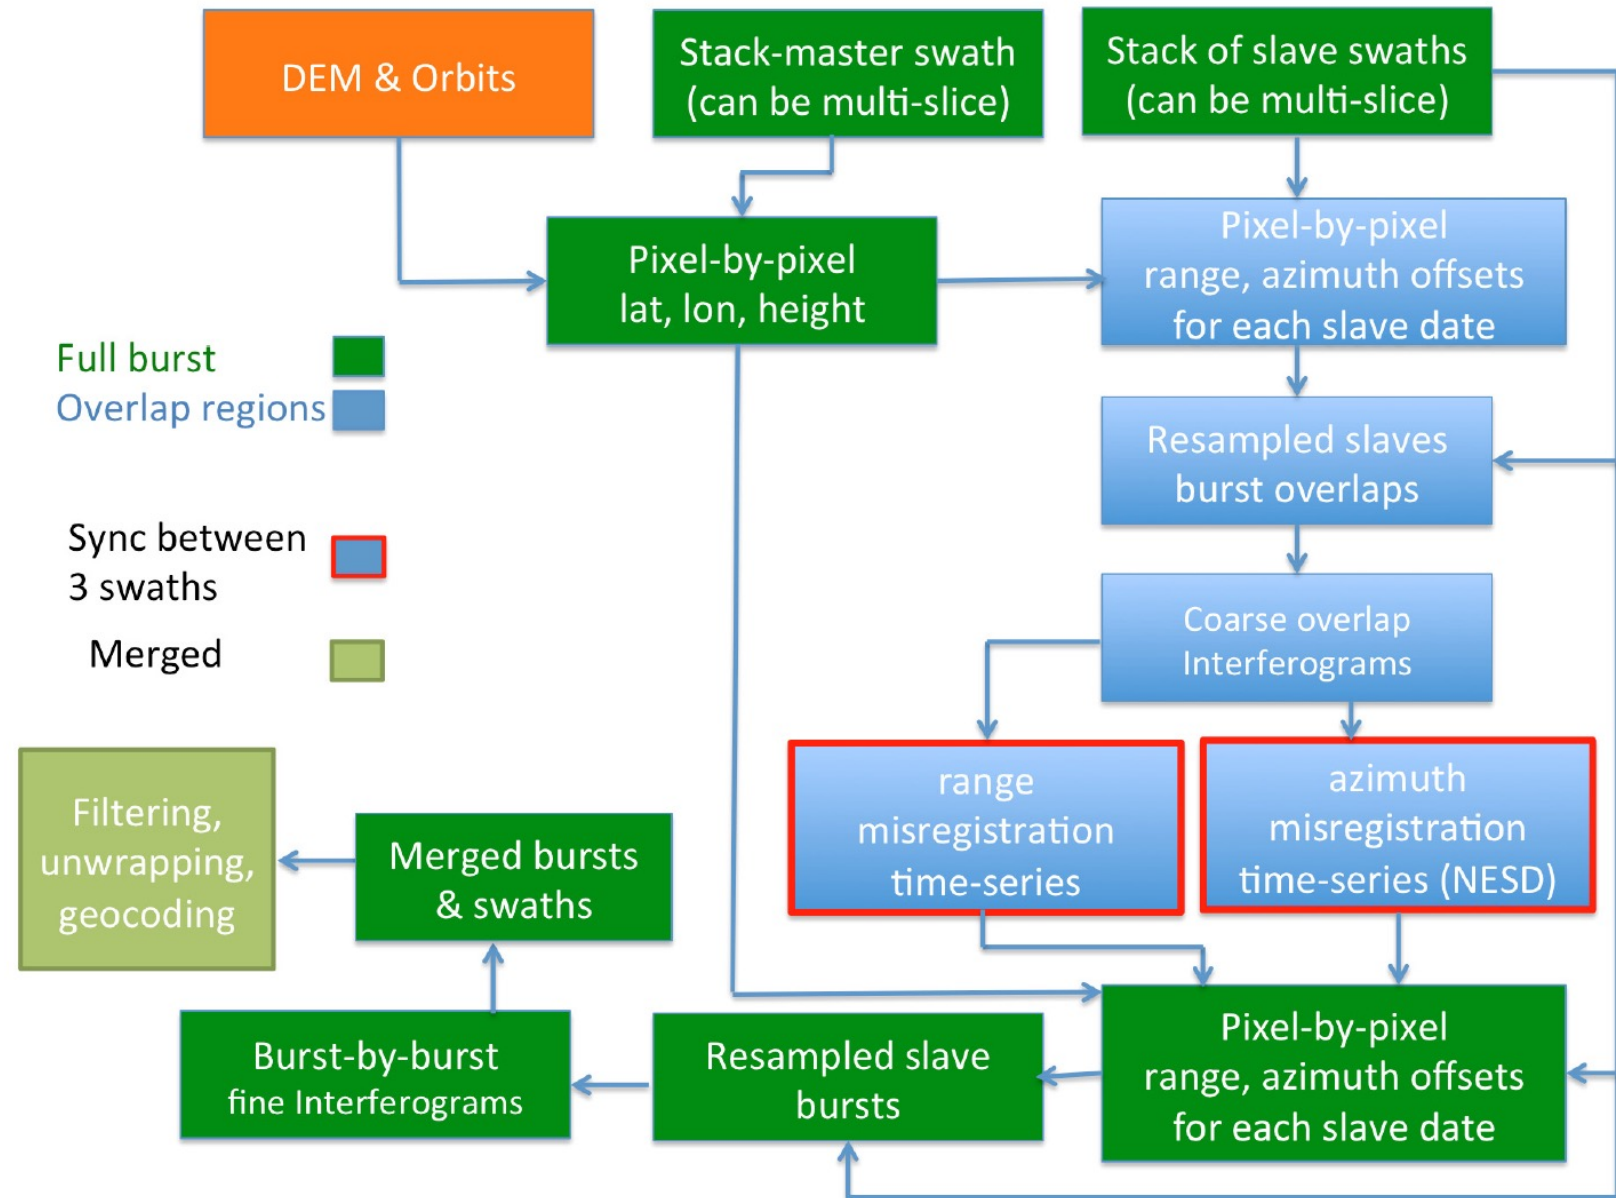 DEM & Orbits
Stack-master swath
(can be multi-slice)
Stack of slave swaths
(can be multi-slice)
Pixel-by-pixel
lat, lon, height
Pixel-by-pixel
range, azimuth offsets
for each slave date
Full burst
Overlap regions
Resampled slaves
burst overlaps
Sync between
3 swaths
Merged
Coarse overlap
Interferograms
range
misregistration
time-series
azimuth
misregistration
time-series (NESD)
Filtering,
unwrapping,
geocoding
Merged bursts
& swaths
Burst-by-burst
fine Interferograms
Resampled slave
bursts
Pixel-by-pixel
range, azimuth offsets
for each slave date